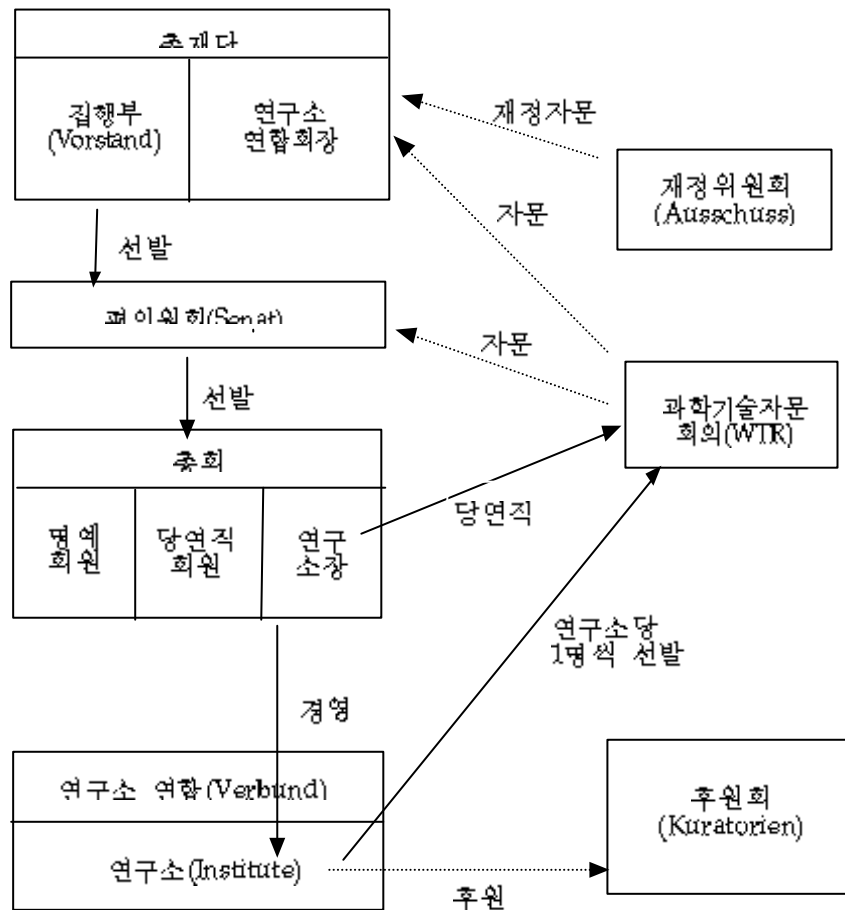 총재단
집행부
(Vorstand)
연구소
연합회장
재정자문
재정위원회
(Ausschuss)
자문
선발
평의원회(Senat)
자문
선발
과학기술자문
회의(WTR)
총회
명예
회원
당연직
회원
연구
소장
당연직
연구소당
1명씩 선발
경영
연구소 연합(Verbund)
후원회
(Kuratorien)
연구소(Institute)
후원